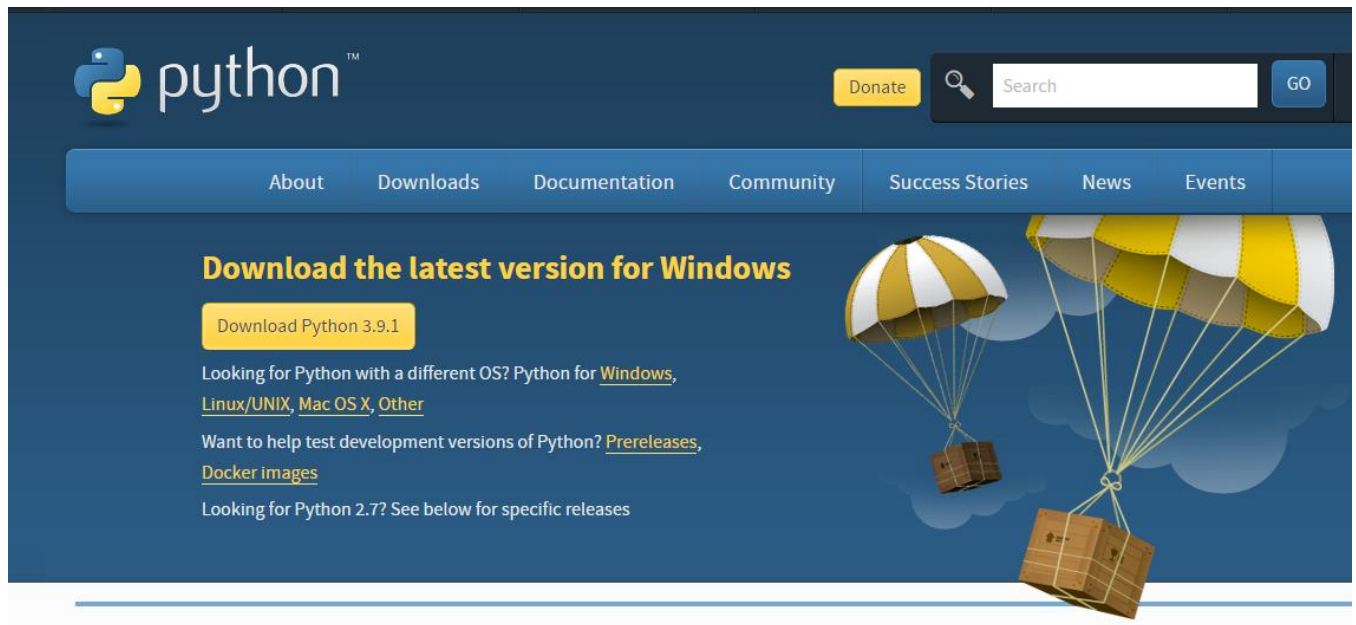 python™
Donate
Search
GO
About Downloads Documentation Community Success Stories News Events
Download the latest version for Windows
Download Python 3.9.1
Looking for Python with a different OS? Python for Windows,
Linux/UNIX, Mac OS X, Other
Want to help test development versions of Python? Prereleases,
Docker images
Looking for Python 2.7? See below for specific releases